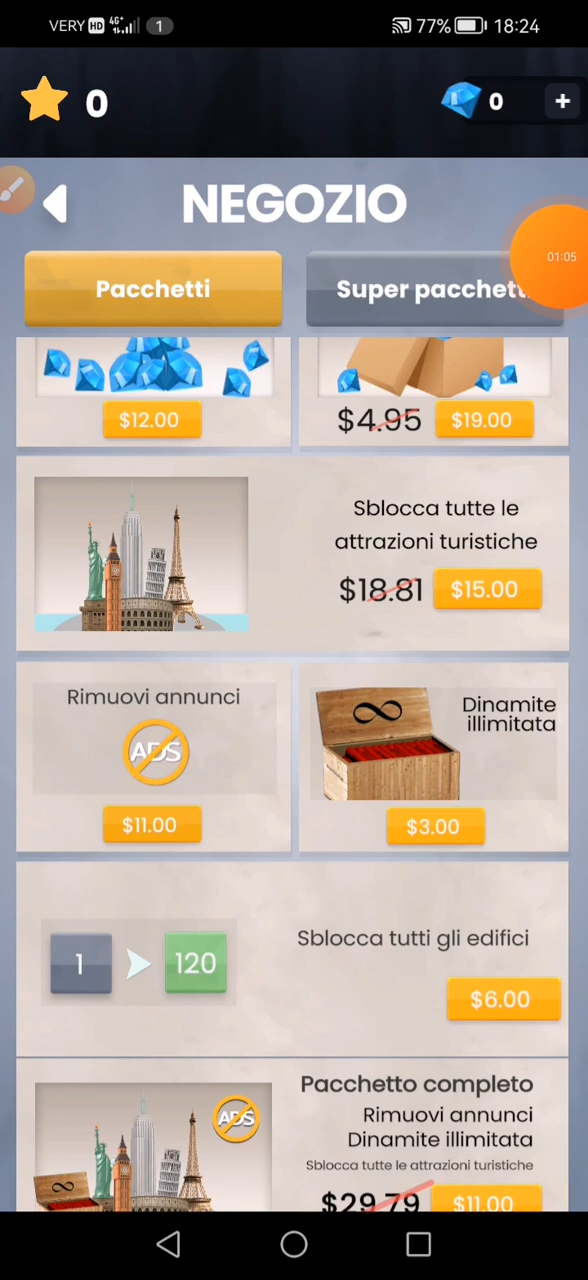 VERY HD 4G+ 1 77% 18:24
0 0 +
NEGOZIO
01:05
Pacchetti
Super pacchett
$12.00
$4.95 $19.00
Sblocca tutte le
attrazioni turistiche
$18.81 $15.00
Rimuovi annunci
ADS
$11.00
Dinamite
illimitata
$3.00
1 120
Sblocca tutti gli edifici
$6.00
ADS
Pacchetto completo
Rimuovi annunci
Dinamite illimitata
Sblocca tutte le attrazioni turistiche
$29.79 $11.00